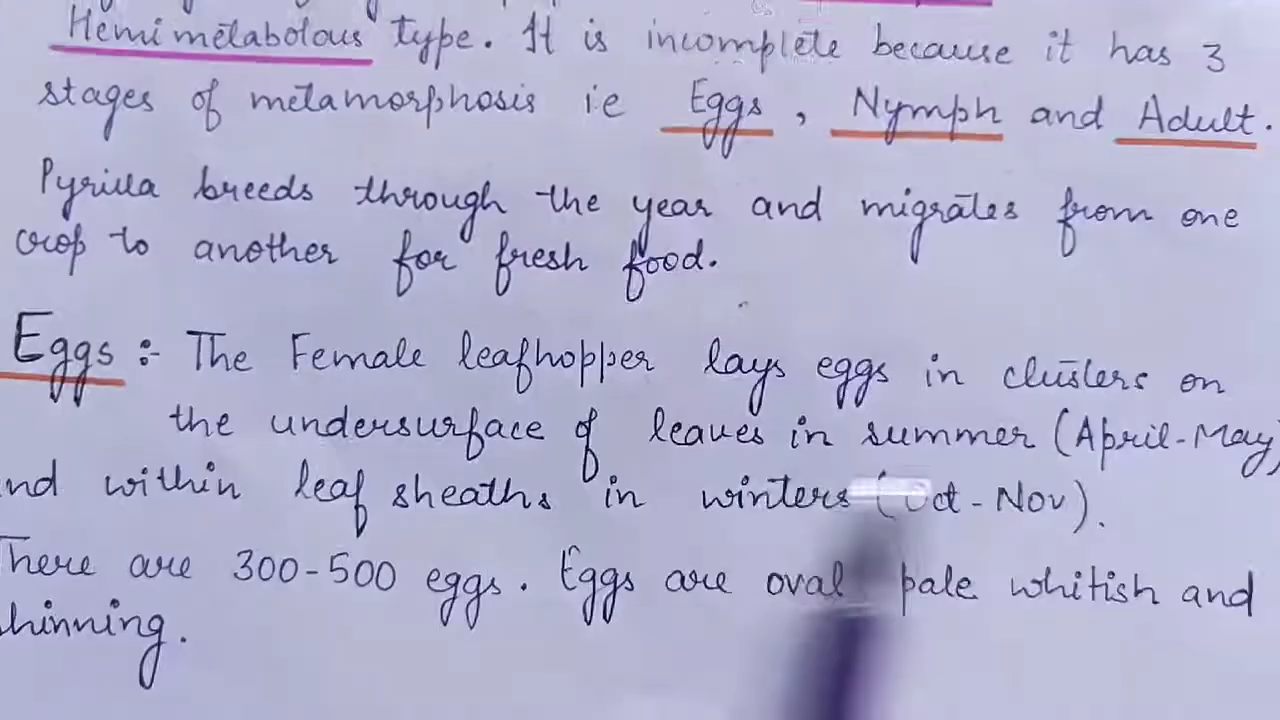 Hemimetabolous type. It is incomplete because it has 3
stages of metamorphosis i.e Eggs, Nymph and Adult.
Pyrilla breeds through the year and migrates from one
crop to another for fresh food.
Eggs :- The Female leafhopper lays eggs in clusters on
the undersurface of leaves in summer (April-May)
nd within leaf sheaths in winters (Oct-Nov).
There are 300-500 eggs. Eggs are oval pale whitish and
hinning.